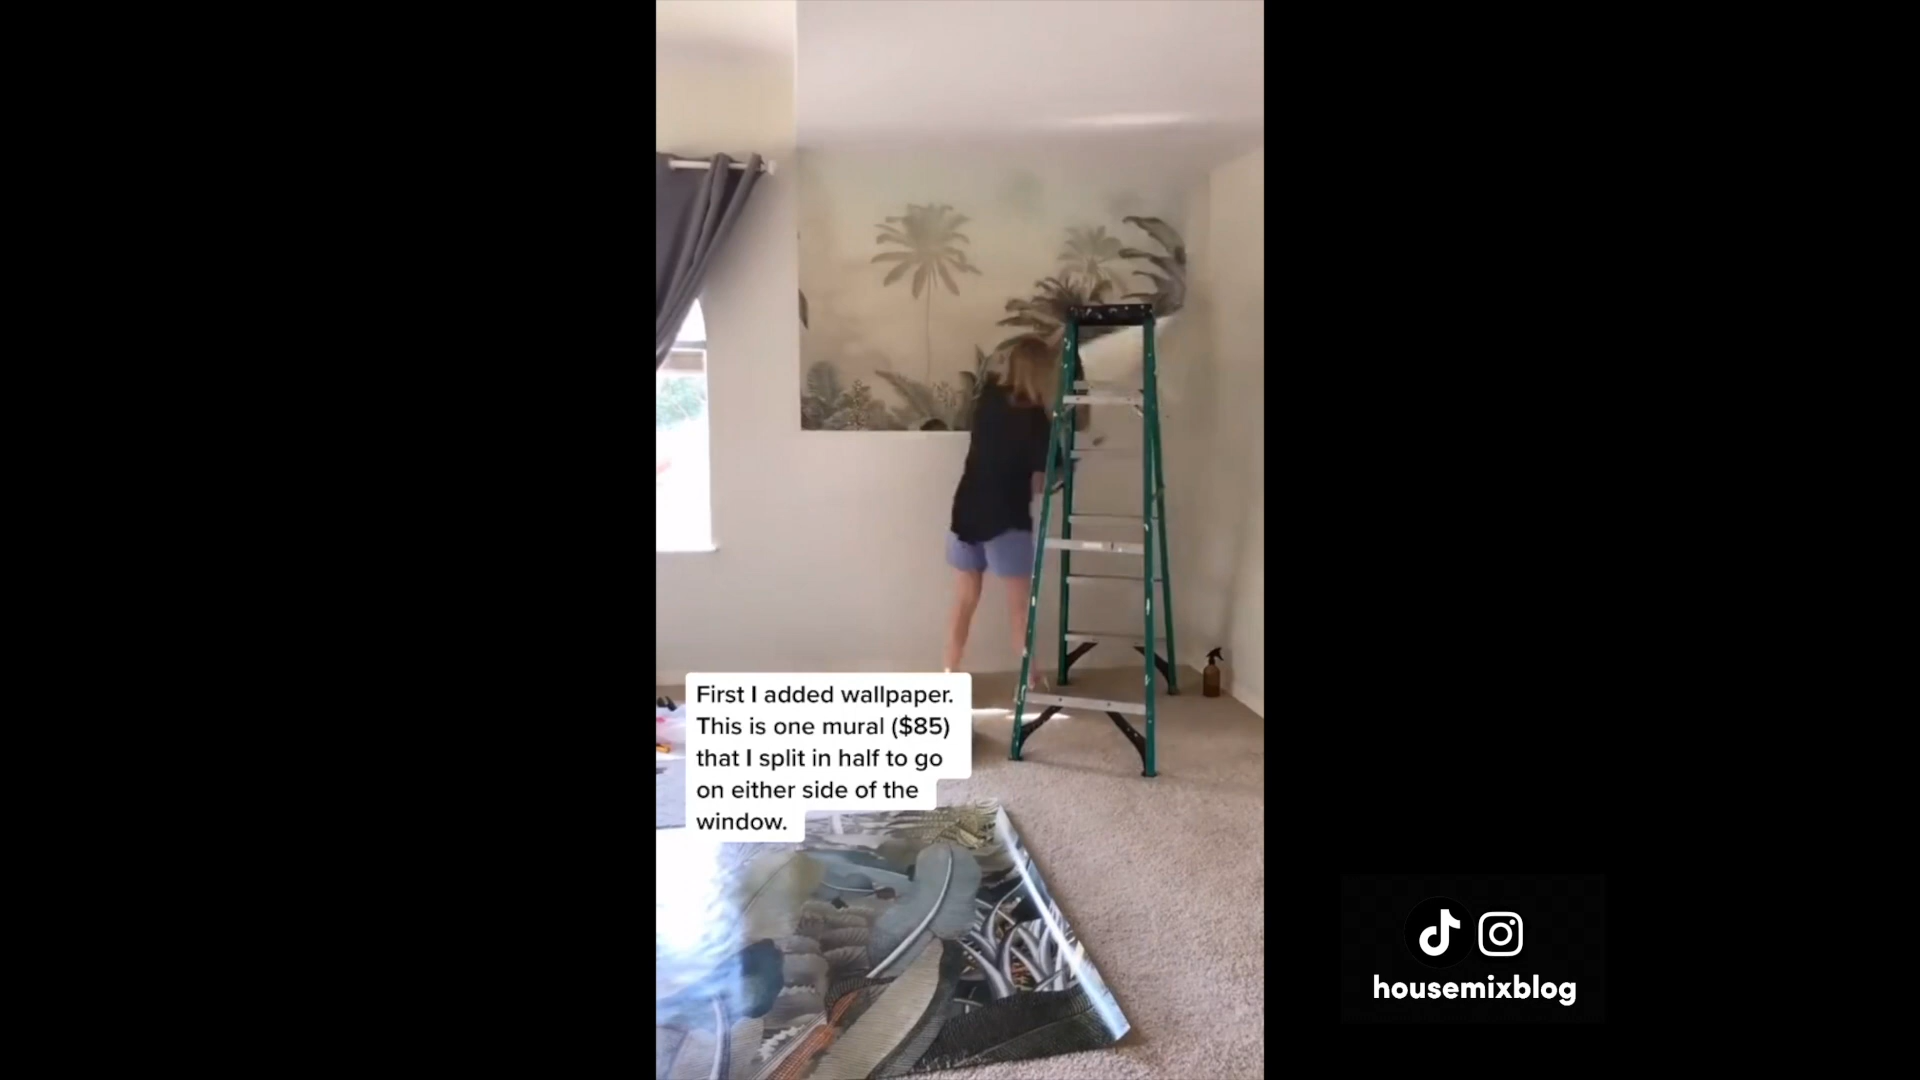 First I added wallpaper.
This is one mural ($85)
that I split in half to go
on either side of the
window.
housemixblog